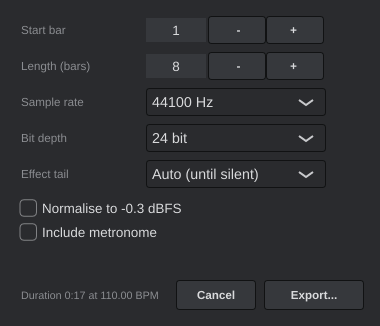 Start bar 1 - +
Length (bars) 8 - +
Sample rate 44100 Hz
Bit depth 24 bit
Effect tail Auto (until silent)
Normalise to -0.3 dBFS
Include metronome
Duration 0:17 at 110.00 BPM Cancel Export...